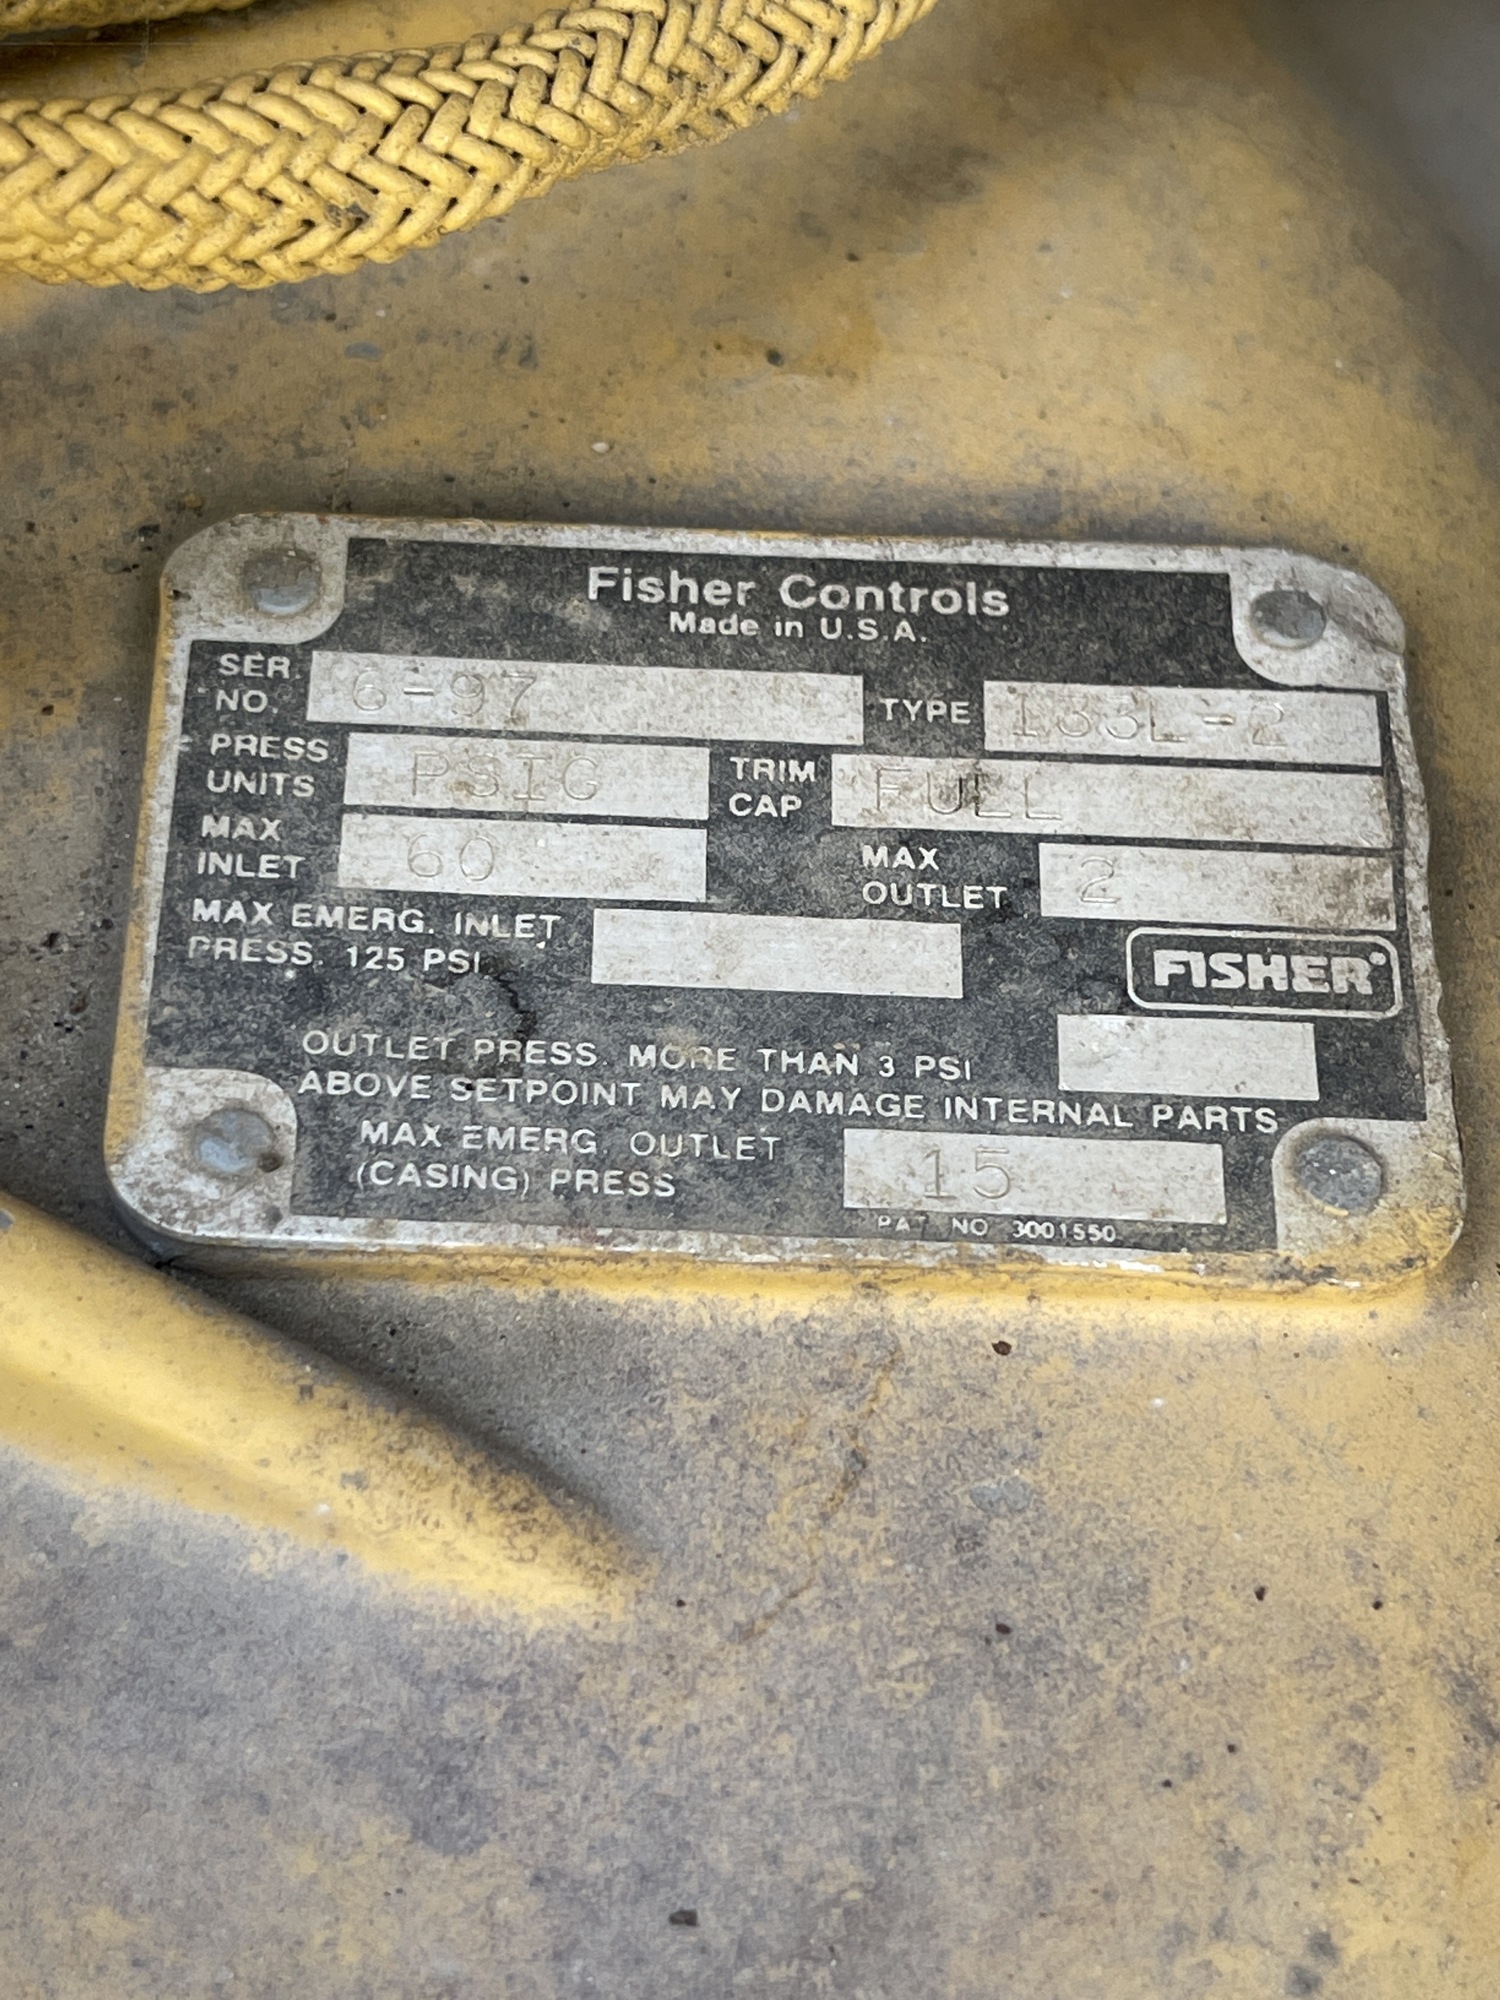 Fisher Controls
Made in U.S.A.
SER. NO. 6-97 TYPE 133L-2
PRESS UNITS PSIG TRIM CAP FULL
MAX INLET 60 MAX OUTLET 2
MAX EMERG. INLET
PRESS. 125 PSI
FISHER®
OUTLET PRESS. MORE THAN 3 PSI
ABOVE SETPOINT MAY DAMAGE INTERNAL PARTS
MAX EMERG. OUTLET
(CASING) PRESS 15
PAT NO 3001550